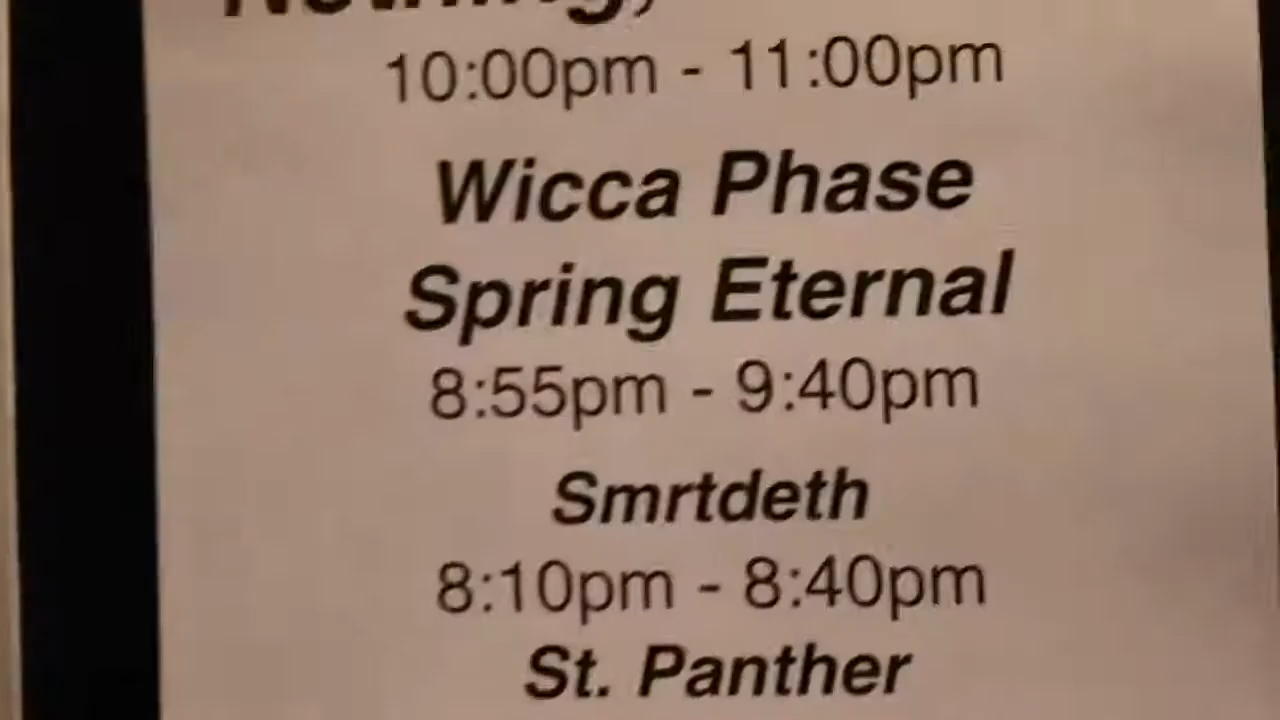 Nothing,
10:00pm - 11:00pm
Wicca Phase
Spring Eternal
8:55pm - 9:40pm
Smrtdeth
8:10pm - 8:40pm
St. Panther